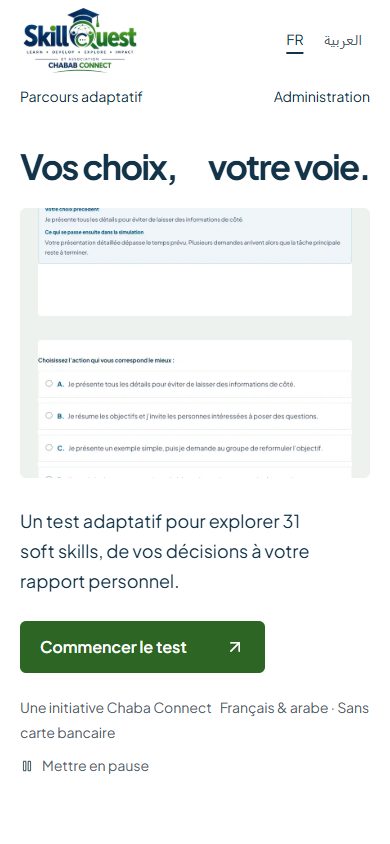 SkillQuest
LEARN • DEVELOP • EXPLORE • IMPACT
BY ASSOCIATION
CHABAB CONNECT
FR
العربية
Parcours adaptatif
Administration
Vos choix, votre voie.
Votre choix précédent
Je présente tous les détails pour éviter de laisser des informations de côté.
Ce qui se passe ensuite dans la simulation
Votre présentation détaillée dépasse le temps prévu. Plusieurs demandes arrivent alors que la tâche principale
reste à terminer.
Choisissez l'action qui vous correspond le mieux :
A. Je présente tous les détails pour éviter de laisser des informations de côté.
B. Je résume les objectifs et j'invite les personnes intéressées à poser des questions.
C. Je présente un exemple simple, puis je demande au groupe de reformuler l'objectif.
Un test adaptatif pour explorer 31
soft skills, de vos décisions à votre
rapport personnel.
Commencer le test
Une initiative Chaba Connect Français & arabe · Sans
carte bancaire
Mettre en pause